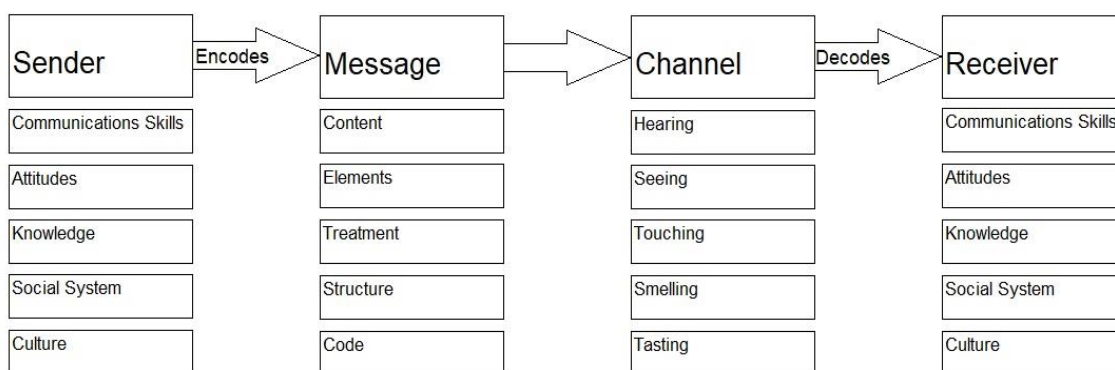 Sender
Encodes
Message
Channel
Decodes
Receiver
Communications Skills
Content
Hearing
Communications Skills
Attitudes
Elements
Seeing
Attitudes
Knowledge
Treatment
Touching
Knowledge
Social System
Structure
Smelling
Social System
Culture
Code
Tasting
Culture